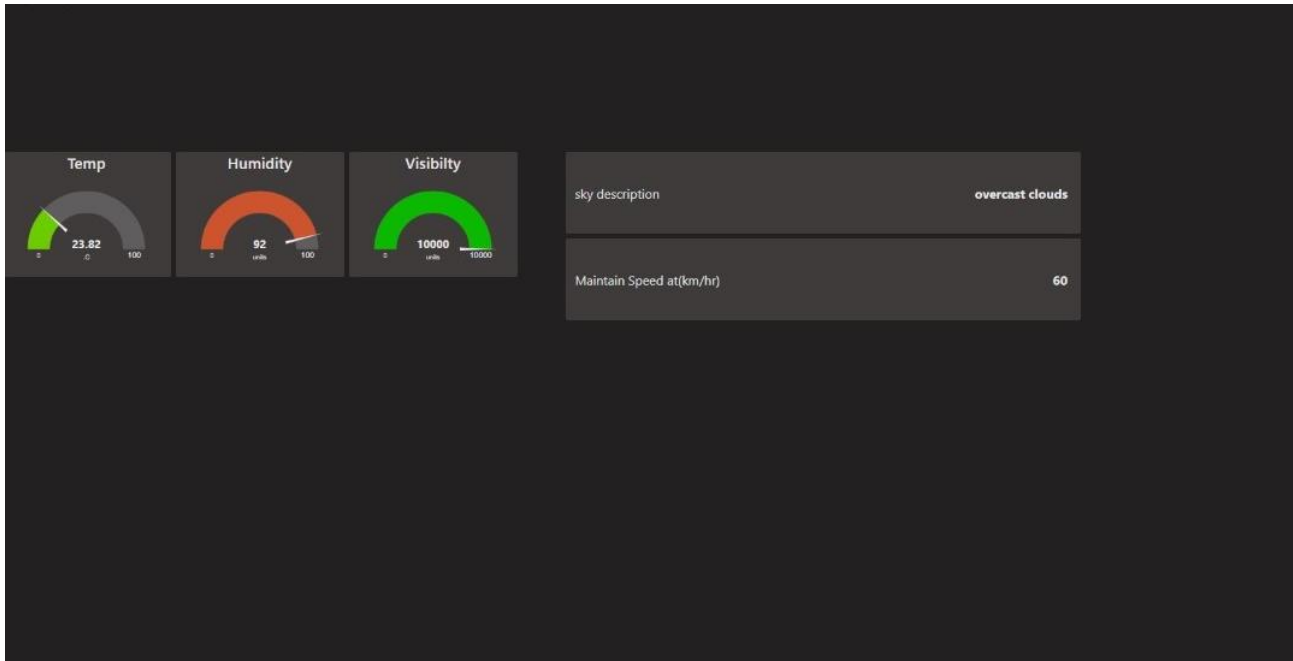 Temp
23.82
.C
0
100
Humidity
92
units
0
100
Visibilty
10000
units
0
10000
sky description
overcast clouds
Maintain Speed at(km/hr)
60